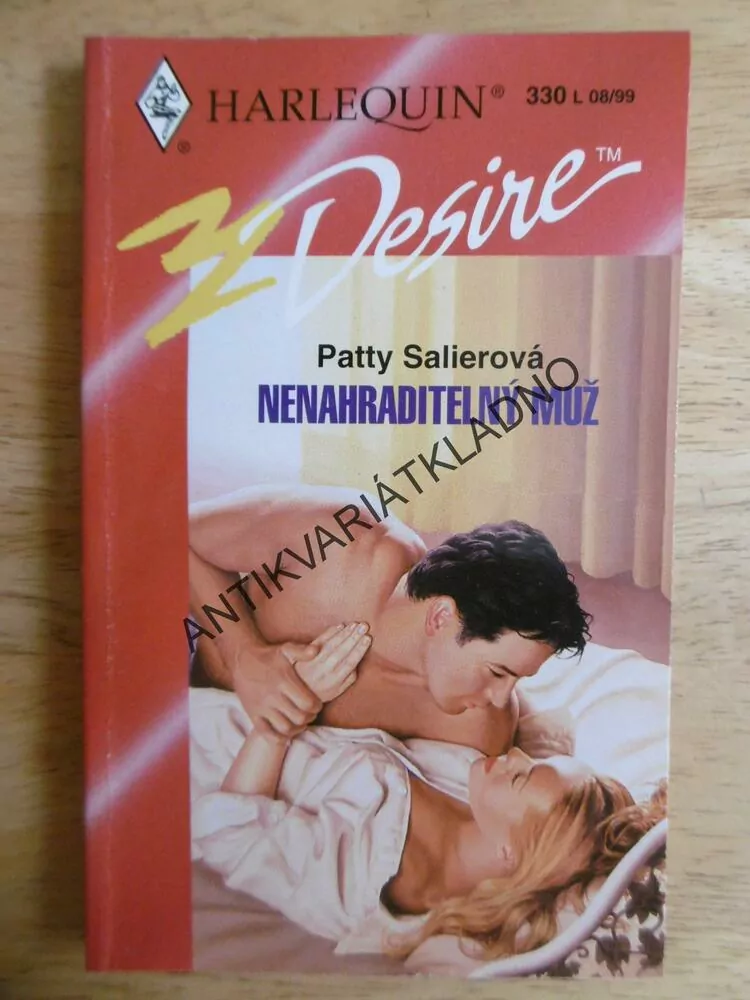 HARLEQUIN® 330 L 08/99
®
Desire™
Patty Salierová
NENAHRADITELNÝ MUŽ
ANTIKVARIÁTKLADNO